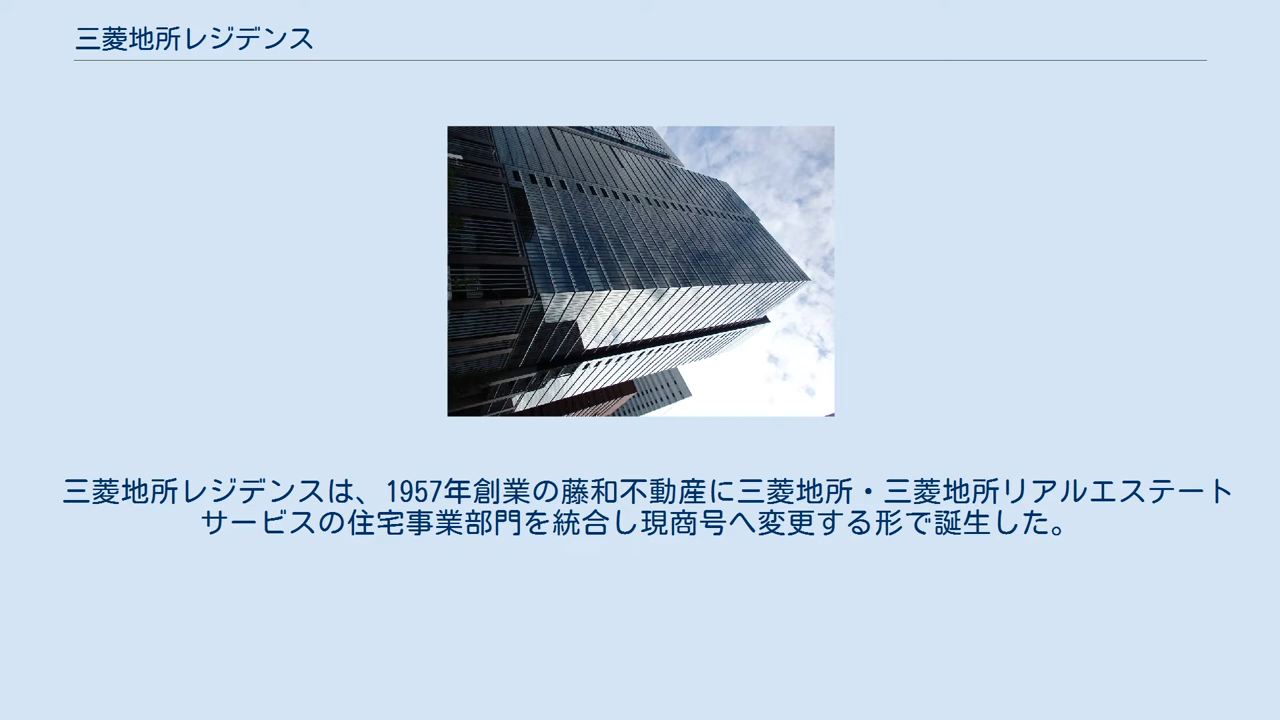 三菱地所レジデンス
三菱地所レジデンスは、1957年創業の藤和不動産に三菱地所・三菱地所リアルエステート
サービスの住宅事業部門を統合し現商号へ変更する形で誕生した。